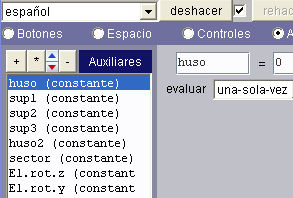 español deshacer reha
Botones Espacio Controles A
+ * - Auxiliares huso = 0
huso (constante)
evaluar una-sola-vez
sup1 (constante)
sup2 (constante)
sup3 (constante)
huso2 (constante)
sector (constante)
El.rot.z (constant
El.rot.y (constant